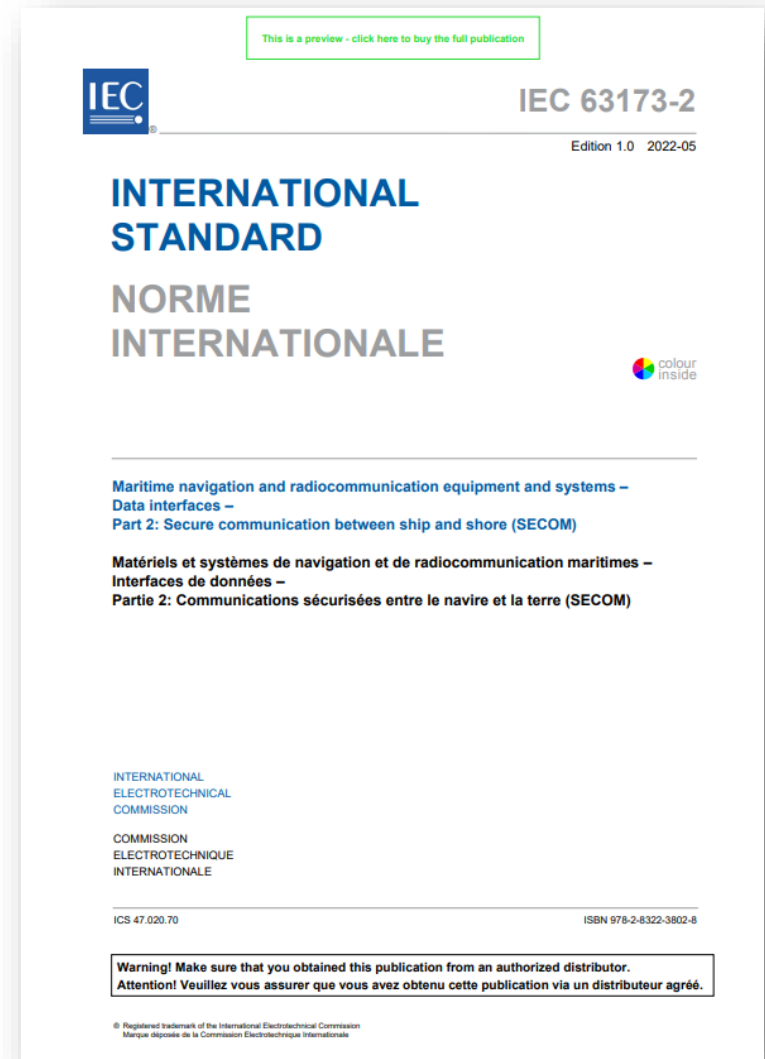 This is a preview - click here to buy the full publication
IEC
®
IEC 63173-2
Edition 1.0 2022-05
INTERNATIONAL
STANDARD
NORME
INTERNATIONALE
colour
inside
Maritime navigation and radiocommunication equipment and systems –
Data interfaces –
Part 2: Secure communication between ship and shore (SECOM)
Matériels et systèmes de navigation et de radiocommunication maritimes –
Interfaces de données –
Partie 2: Communications sécurisées entre le navire et la terre (SECOM)
INTERNATIONAL
ELECTROTECHNICAL
COMMISSION
COMMISSION
ELECTROTECHNIQUE
INTERNATIONALE
ICS 47.020.70
ISBN 978-2-8322-3802-8
Warning! Make sure that you obtained this publication from an authorized distributor.
Attention! Veuillez vous assurer que vous avez obtenu cette publication via un distributeur agréé.
® Registered trademark of the International Electrotechnical Commission
Marque déposée de la Commission Electrotechnique Internationale